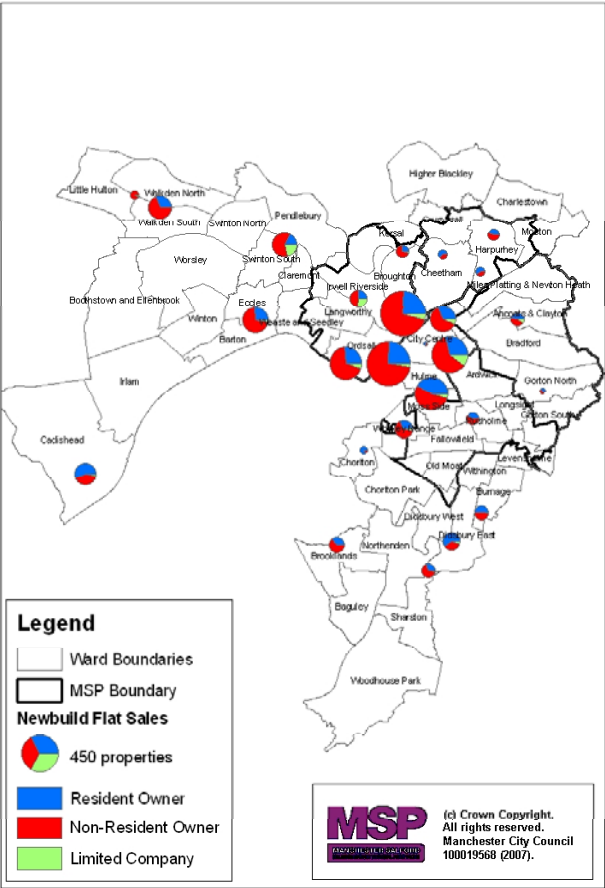 Higher Blackley
Charlestown
Little Hulton
Walkden North
Walkden South
Swinton North
Pendlebury
Kersal
Moston
Harpurhey
Worsley
Swinton South
Claremont
Broughton
Cheetham
Miles Platting & Newton Heath
Irwell Riverside
Boothstown and Ellenbrook
Eccles
Langworthy
Ancoats & Clayton
Winton
Weaste and Seedley
City Centre
Bradford
Barton
Ordsall
Irlam
Hulme
Ardwick
Gorton North
Moss Side
Longsight
Gorton South
Cadishead
Rusholme
Fallowfield
Chorlton
Old Moat
Withington
Levenshulme
Chorlton Park
Burnage
Didsbury West
Didsbury East
Northenden
Brooklands
Baguley
Sharston
Woodhouse Park
Legend
Ward Boundaries
MSP Boundary
Newbuild Flat Sales
450 properties
Resident Owner
Non-Resident Owner
Limited Company
MSP
MANCHESTER SALFORD
(c) Crown Copyright.
All rights reserved.
Manchester City Council
100019568 (2007).